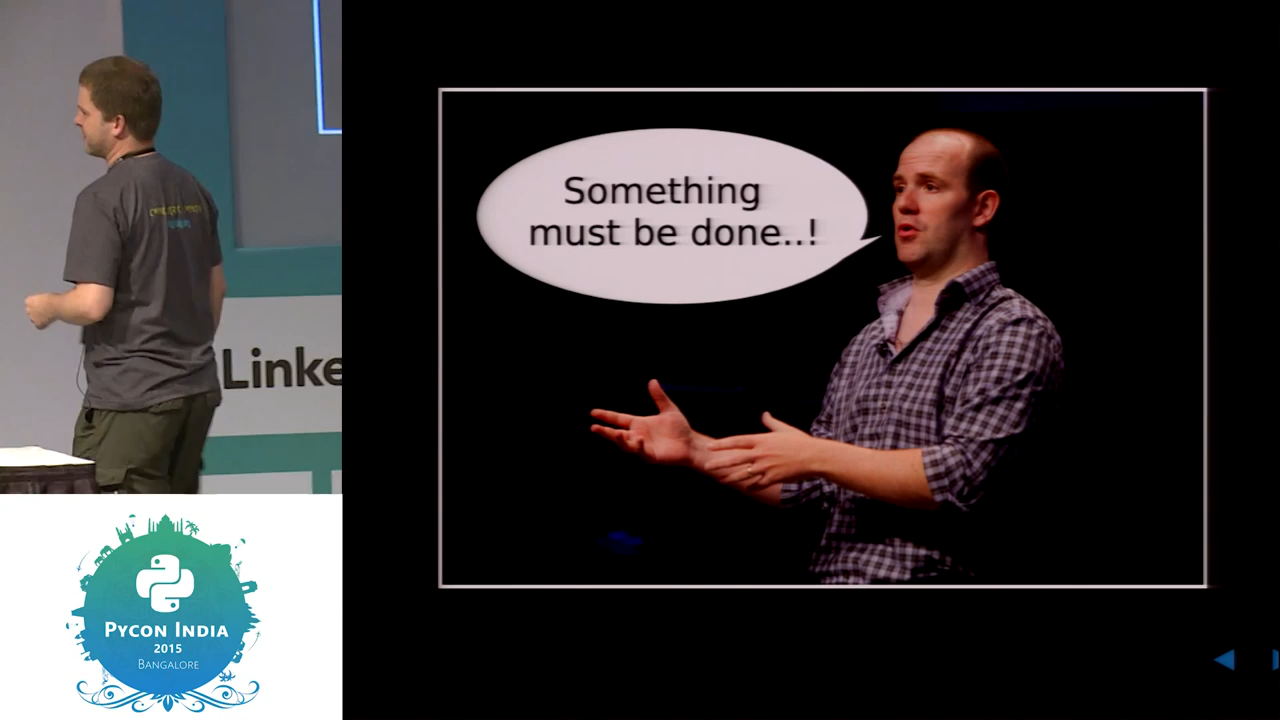 Something
must be done..!
Linke
PYCON INDIA
2015
BANGALORE